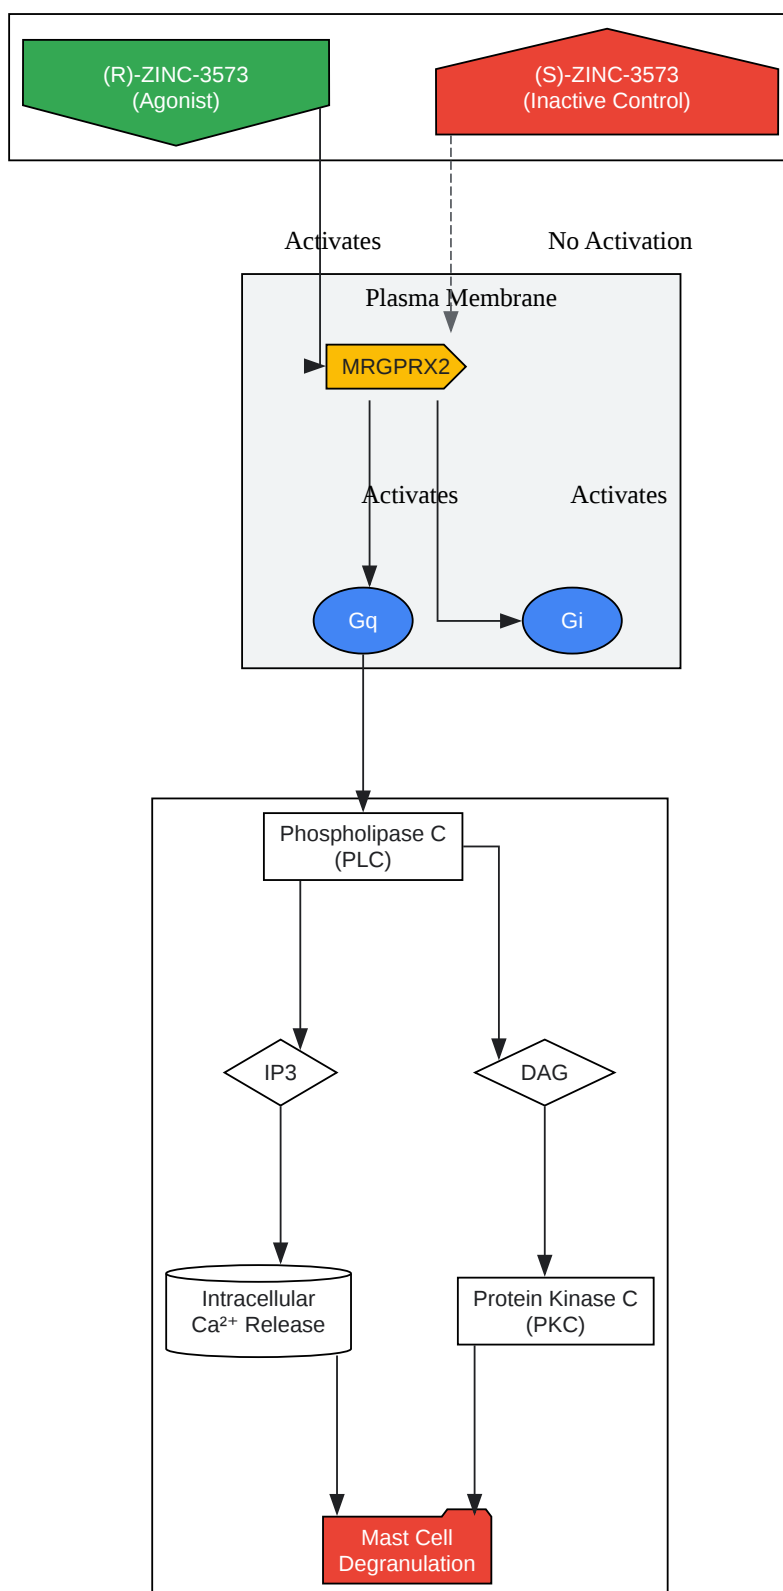 (R)-ZINC-3573
(Agonist)
(S)-ZINC-3573
(Inactive Control)
Activates
No Activation
Plasma Membrane
MRGPRX2
Activates
Activates
Gq
Gi
Phospholipase C
(PLC)
IP3
DAG
Intracellular
Ca²⁺ Release
Protein Kinase C
(PKC)
Mast Cell
Degranulation